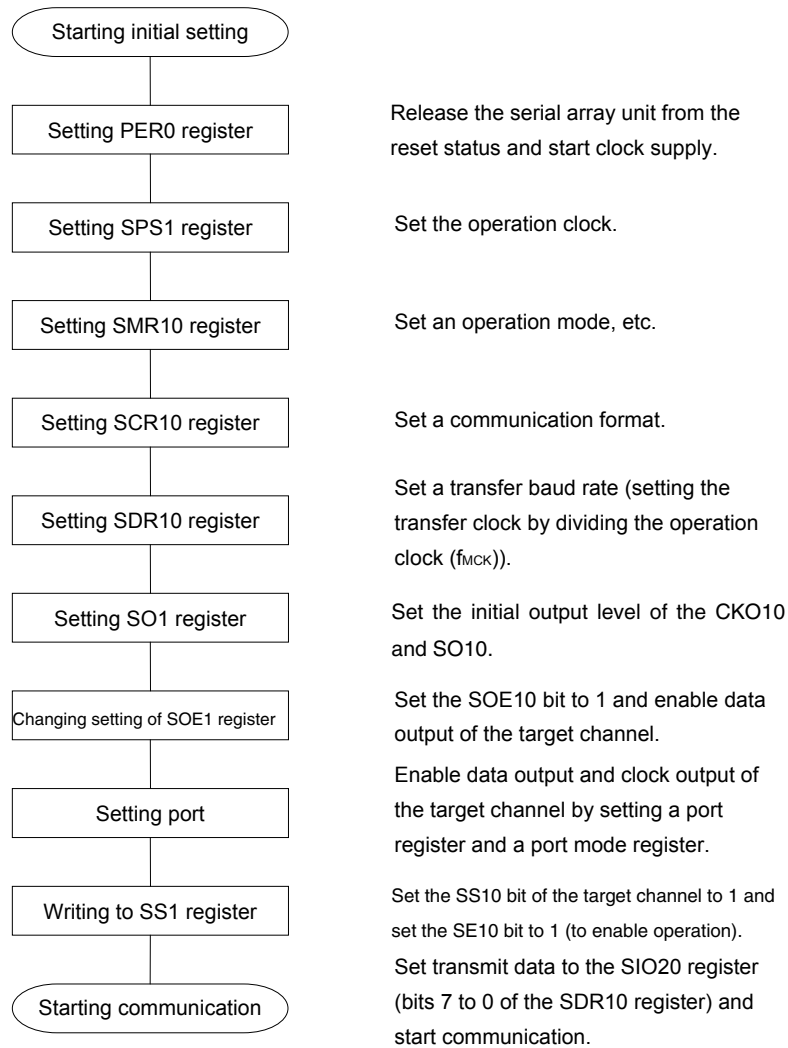 Starting initial setting
Setting PER0 register
Release the serial array unit from the
reset status and start clock supply.
Setting SPS1 register
Set the operation clock.
Setting SMR10 register
Set an operation mode, etc.
Setting SCR10 register
Set a communication format.
Setting SDR10 register
Set a transfer baud rate (setting the
transfer clock by dividing the operation
clock (fMCK)).
Setting SO1 register
Set the initial output level of the CKO10
and SO10.
Changing setting of SOE1 register
Set the SOE10 bit to 1 and enable data
output of the target channel.
Setting port
Enable data output and clock output of
the target channel by setting a port
register and a port mode register.
Writing to SS1 register
Set the SS10 bit of the target channel to 1 and
set the SE10 bit to 1 (to enable operation).
Starting communication
Set transmit data to the SIO20 register
(bits 7 to 0 of the SDR10 register) and
start communication.